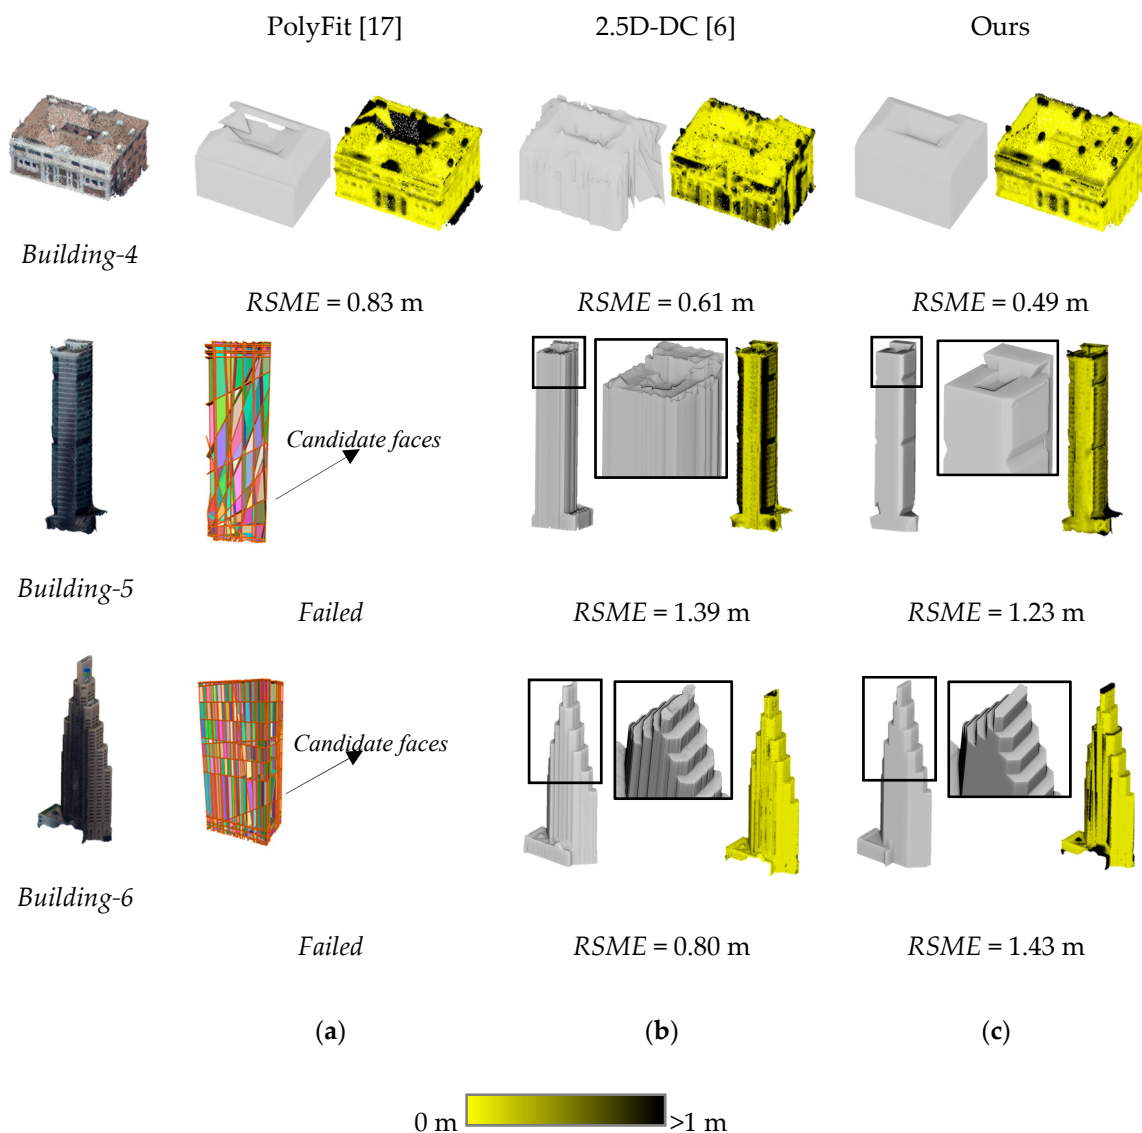 PolyFit [17] 2.5D-DC [6] Ours
Building-4
RSME = 0.83 m RSME = 0.61 m RSME = 0.49 m
Candidate faces
Building-5
Failed RSME = 1.39 m RSME = 1.23 m
Candidate faces
Building-6
Failed RSME = 0.80 m RSME = 1.43 m
(a) (b) (c)
0 m >1 m